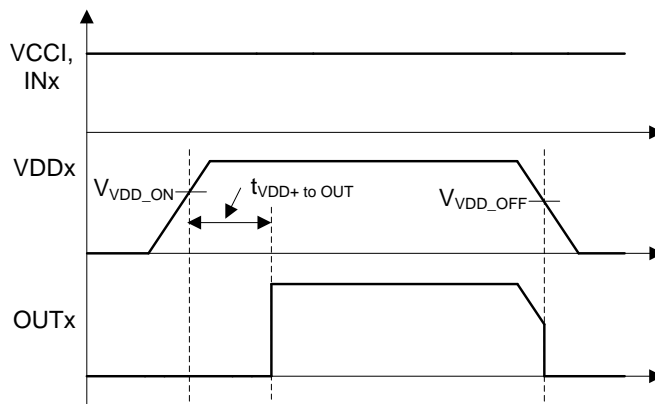 VCCI,
INx
VDDx
VVDD_ON
tVDD+ to OUT
VVDD_OFF
OUTx